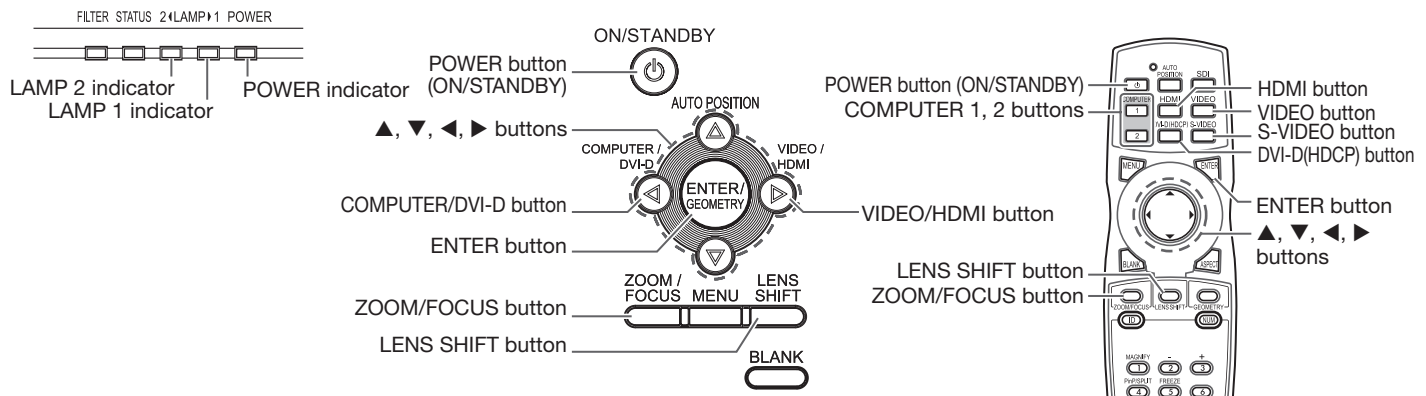 FILTER STATUS 2◀LAMP▶1 POWER
LAMP 2 indicator
LAMP 1 indicator
POWER indicator
ON/STANDBY
POWER button
(ON/STANDBY)
AUTO POSITION
▲, ▼, ◀, ▶ buttons
COMPUTER /
DVI-D
VIDEO /
HDMI
ENTER/
GEOMETRY
COMPUTER/DVI-D button
VIDEO/HDMI button
ENTER button
ZOOM /
FOCUS
MENU
LENS
SHIFT
ZOOM/FOCUS button
LENS SHIFT button
BLANK
POWER button (ON/STANDBY)
COMPUTER 1, 2 buttons
AUTO
POSITION
SDI
COMPUTER
HDMI
VIDEO
1
VI-D(HDCP)
S-VIDEO
2
MENU
ENTER
HDMI button
VIDEO button
S-VIDEO button
DVI-D(HDCP) button
ENTER button
▲, ▼, ◀, ▶
buttons
BLANK
ASPECT
LENS SHIFT button
ZOOM/FOCUS button
ZOOM/FOCUS
LENS SHIFT
GEOMETRY
ID
NUM
MAGNIFY - +
1 2 3
PinP/SPLIT FREEZE
4 5 6